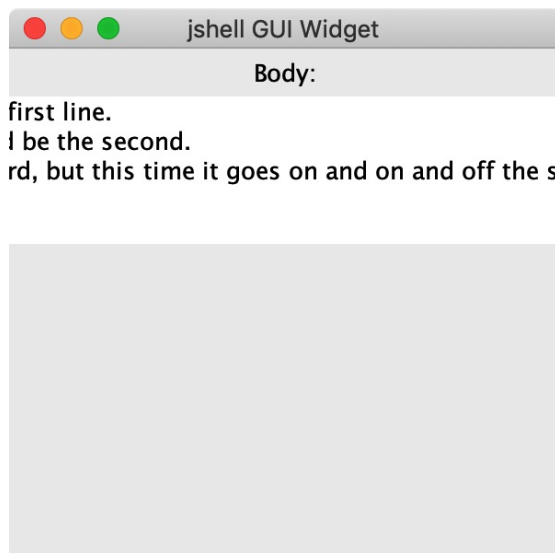 jshell GUI Widget
Body:
first line.
be the second.
but this time it goes on and on and off the